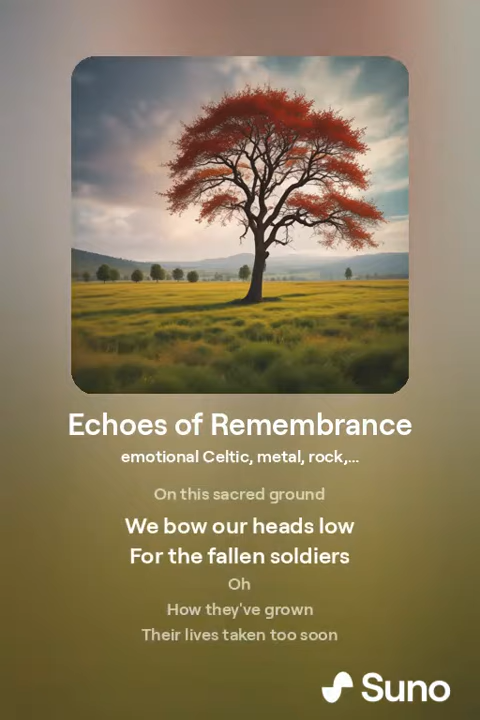 Echoes of Remembrance
emotional Celtic, metal, rock,...
On this sacred ground
We bow our heads low
For the fallen soldiers
Oh
How they've grown
Their lives taken too soon
Suno